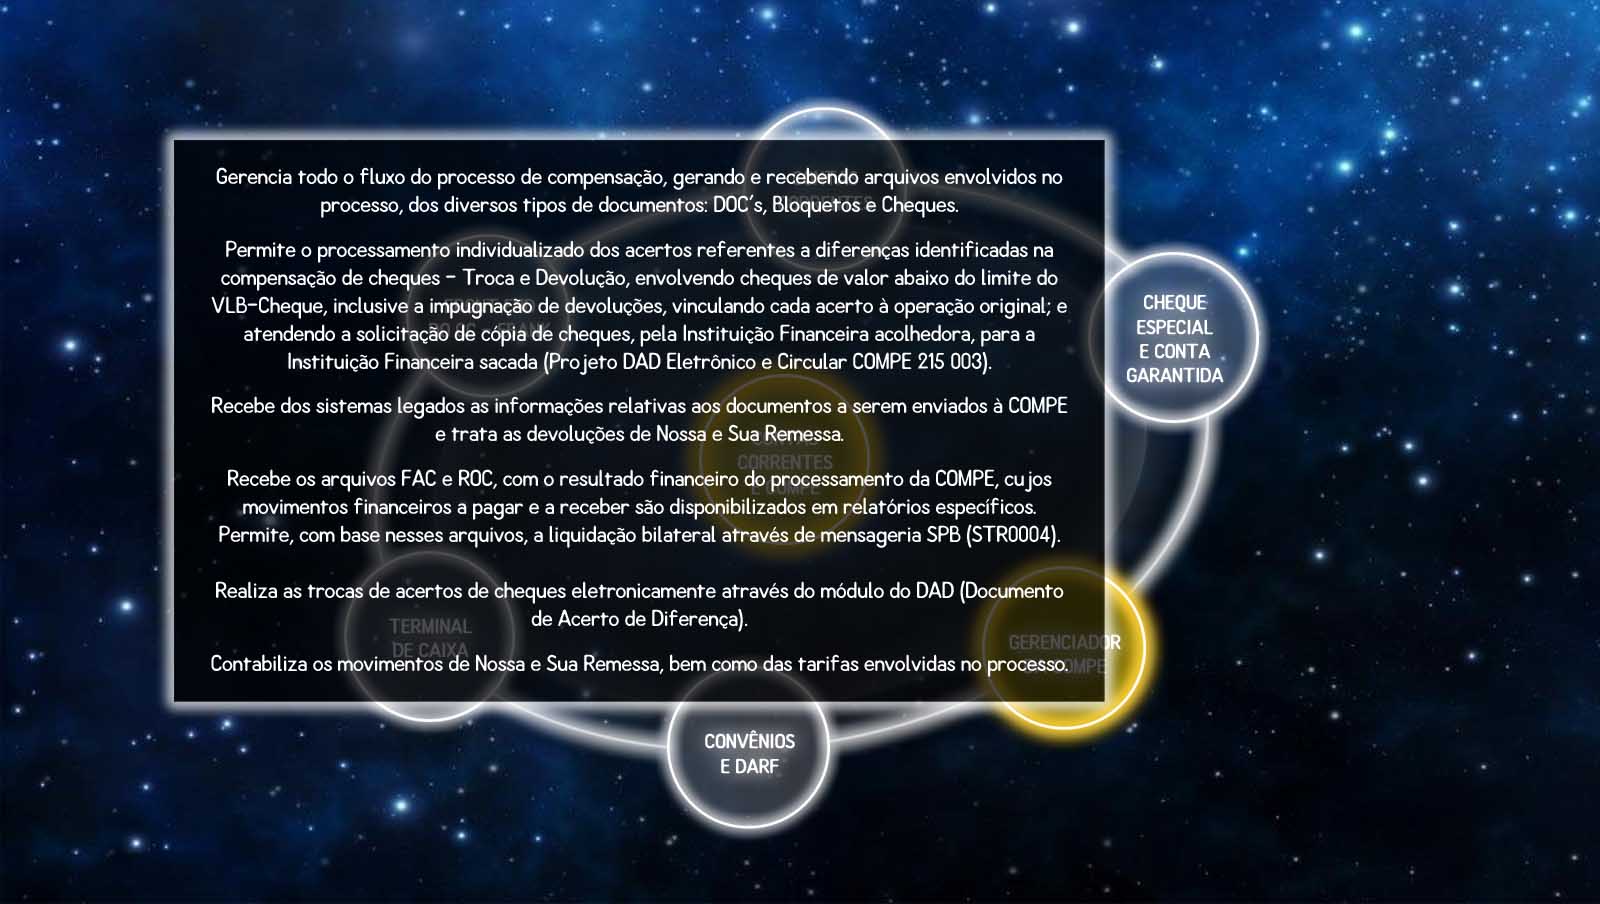 Gerencia todo o fluxo do processo de compensação, gerando e recebendo arquivos envolvidos no
processo, dos diversos tipos de documentos: DOC's, Bloquetos e Cheques.
Permite o processamento individualizado dos acertos referentes a diferenças identificadas na
compensação de cheques - Troca e Devolução, envolvendo cheques de valor abaixo do limite do
VLB-Cheque, inclusive a impugnação de devoluções, vinculando cada acerto à operação original; e
atendendo a solicitação de cópia de cheques, pela Instituição Financeira acolhedora, para a
Instituição Financeira sacada (Projeto DAD Eletrônico e Circular COMPE 215 003).
Recebe dos sistemas legados as informações relativas aos documentos a serem enviados à COMPE
e trata as devoluções de Nossa e Sua Remessa.
Recebe os arquivos FAC e ROC, com o resultado financeiro do processamento da COMPE, cujos
movimentos financeiros a pagar e a receber são disponibilizados em relatórios específicos.
Permite, com base nesses arquivos, a liquidação bilateral através de mensageria SPB (STR0004).
Realiza as trocas de acertos de cheques eletronicamente através do módulo do DAD (Documento
de Acerto de Diferença).
Contabiliza os movimentos de Nossa e Sua Remessa, bem como das tarifas envolvidas no processo.
CHEQUE
ESPECIAL
E CONTA
GARANTIDA
CORRENTES
TERMINAL
DE CAIXA
GERENCIADOR
COMPE
CONVÊNIOS
E DARF